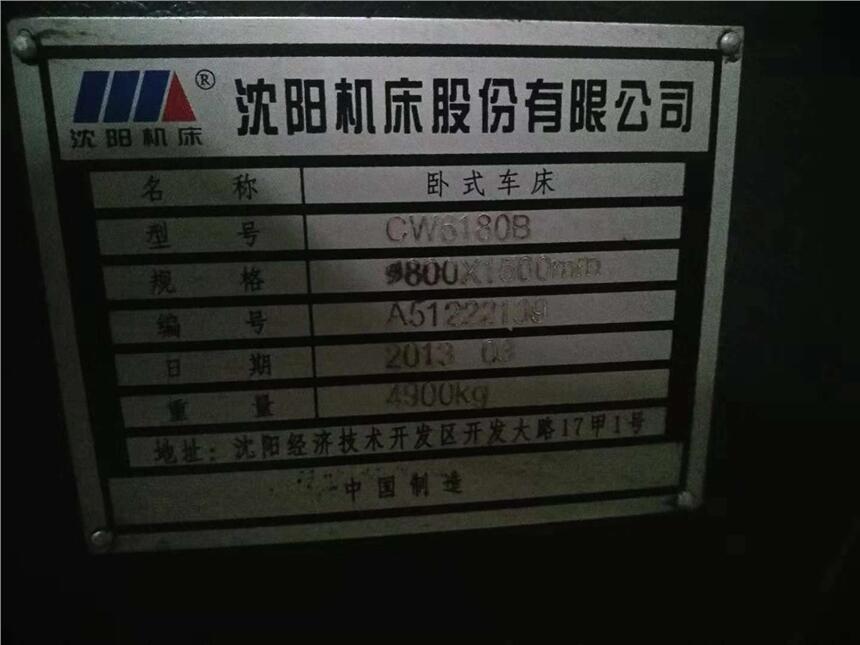 沈阳机床® 沈阳机床股份有限公司
名 称 卧式车床
型 号 CW6180B
规 格 φ800X1500mm
编 号 A51222139
日 期 2013 03
重 量 4900kg
地址：沈阳经济技术开发区开发大路17甲1号
中国制造